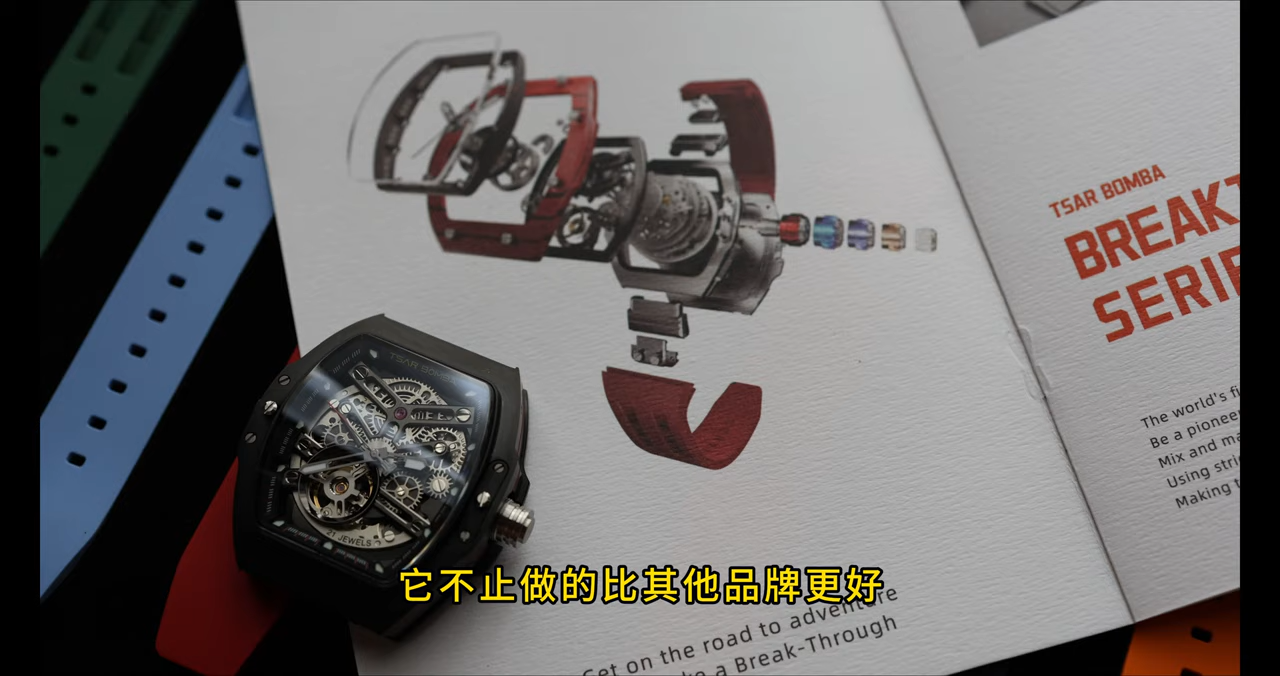 TSAR BOMBA
BREAKT
SERIE
The world's fi
Be a pioneer
Mix and ma
Using stri
Making t
TSAR BOMBA
21 JEWELS
它不止做的比其他品牌更好
Get on the road to adventure
a Break-Through